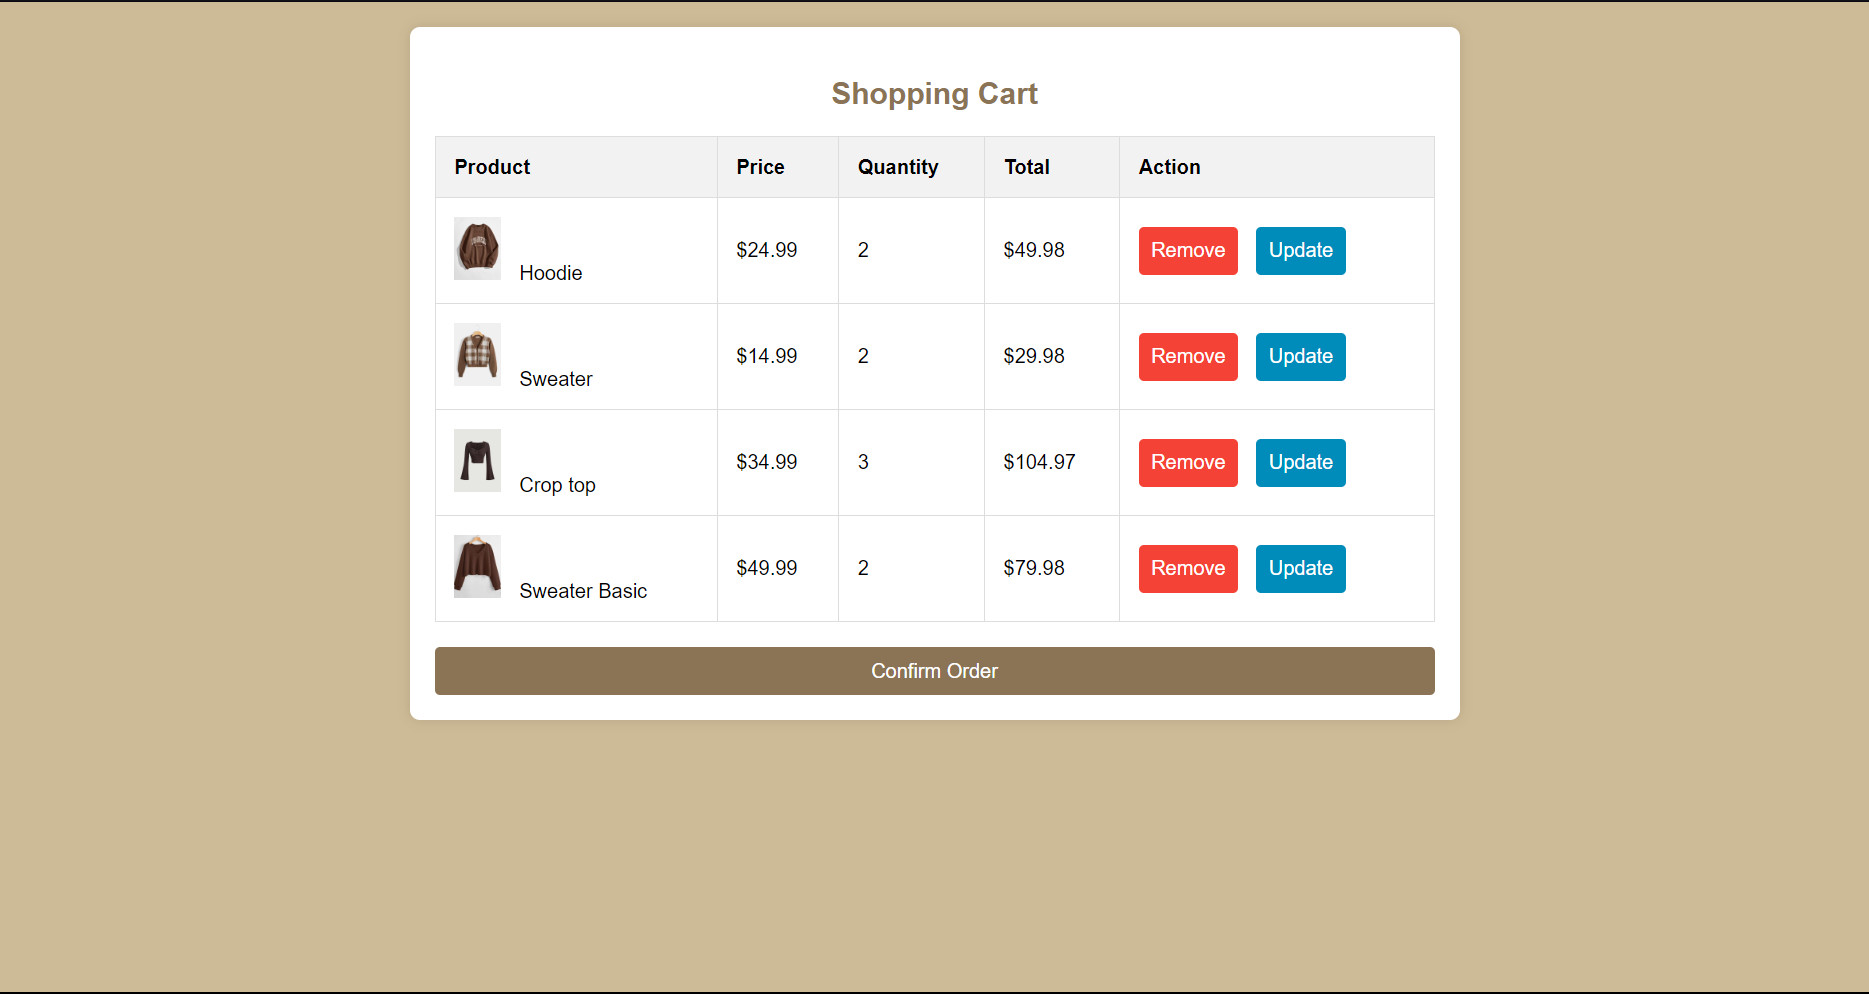 Shopping Cart
Product Price Quantity Total Action
Hoodie $24.99 2 $49.98 Remove Update
Sweater $14.99 2 $29.98 Remove Update
Crop top $34.99 3 $104.97 Remove Update
Sweater Basic $49.99 2 $79.98 Remove Update
Confirm Order